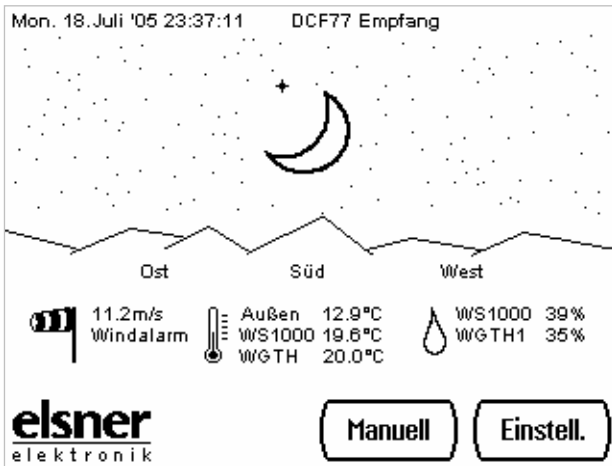 Mon. 18.Juli '05 23:37:11 DCF77 Empfang
Ost Süd West
11.2m/s
Windalarm
Außen 12.9°C
WS1000 19.6°C
WGTH 20.0°C
WS1000 39%
WGTH1 35%
elsner
elektronik
Manuell
Einstell.